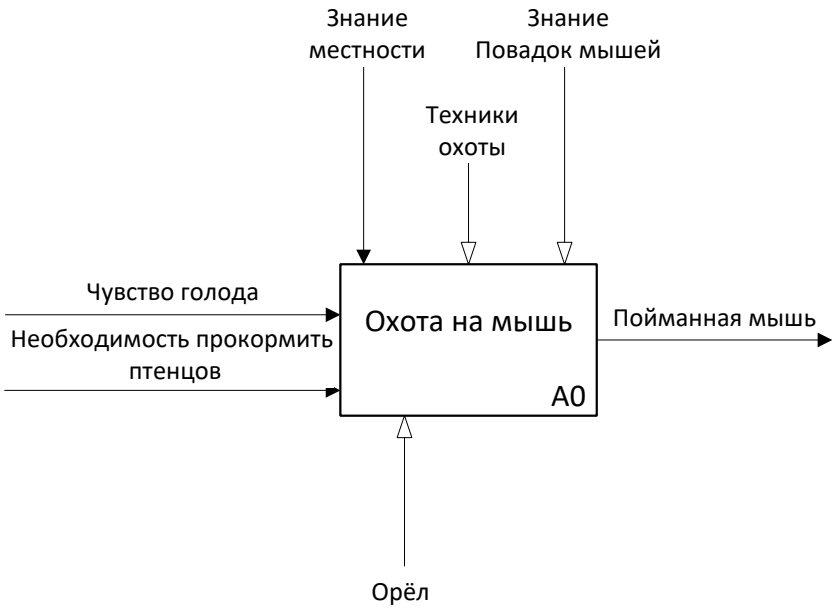 Знание
местности
Знание
Повадок мышей
Техники
охоты
Чувство голода
Необходимость прокормить
птенцов
Охота на мышь
A0
Пойманная мышь
Орёл